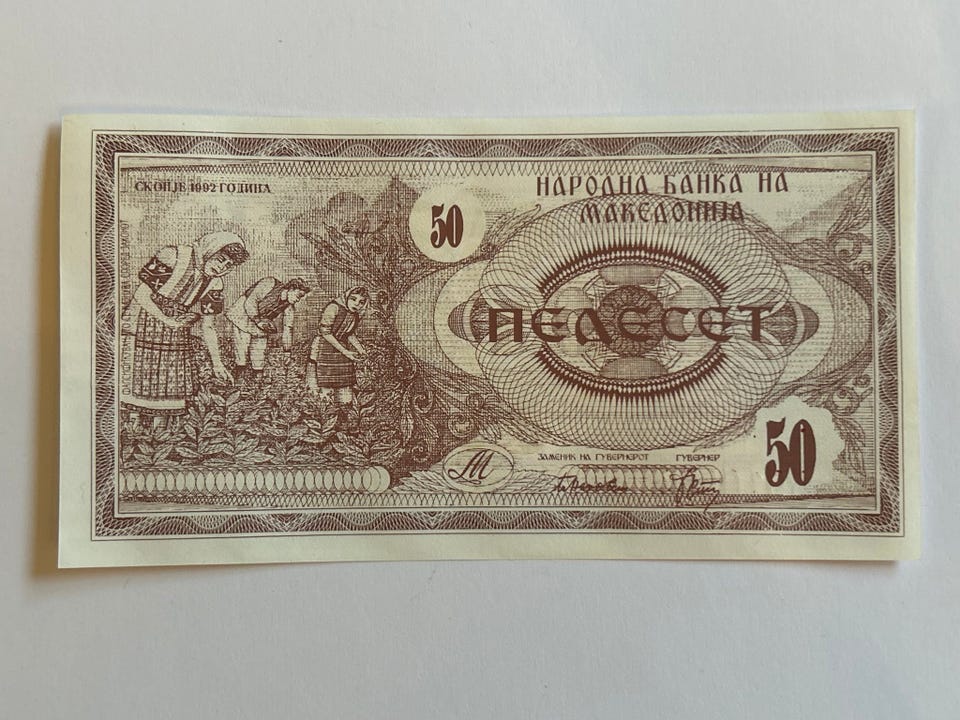 СКОПЈЕ 1992 ГОДИНА
50
НАРОДНА БАНКА НА
МАКЕДОНИЈА
ПЕДЕСЕТ
50
М
ЗАМЕНИК НА ГУВЕРНЕРОТ ГУВЕРНЕР